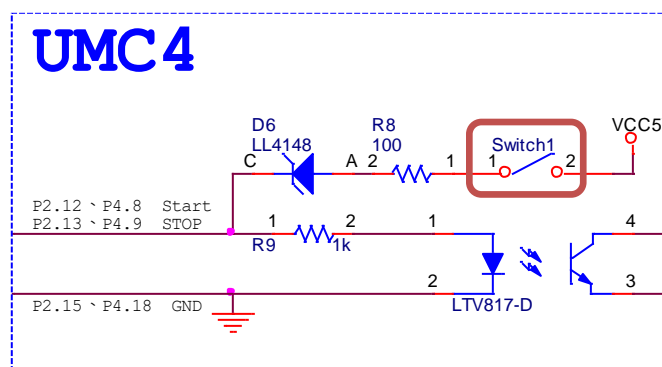 UMC4
D6
LL4148
R8
100
Switch1
VCC5
C
A
2
1
1
2
P2.12、P4.8 Start
P2.13、P4.9 STOP
1
2
R9
1k
1
4
2
3
P2.15、P4.18 GND
LTV817-D